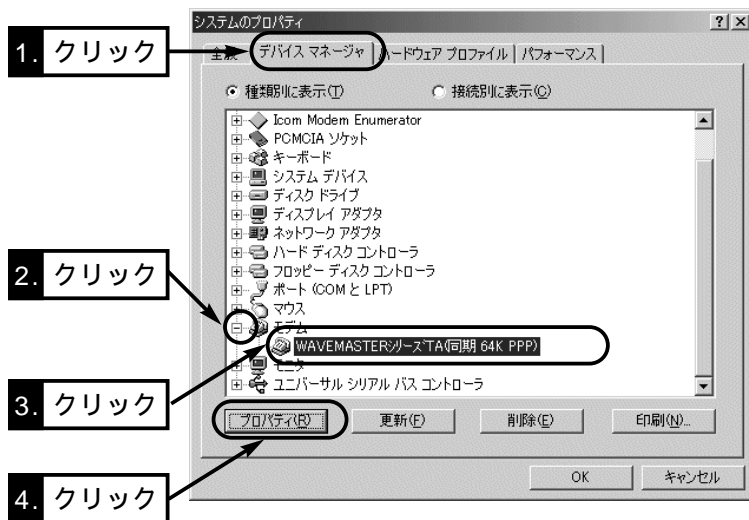 システムのプロパティ
1. クリック
全般 デバイス マネージャ ハードウェア プロファイル パフォーマンス
種類別に表示(T) 接続別に表示(C)
Icom Modem Enumerator
PCMCIA ソケット
キーボード
システム デバイス
ディスク ドライブ
ディスプレイ アダプタ
ネットワーク アダプタ
ハード ディスク コントローラ
フロッピー ディスク コントローラ
2. クリック
ポート (COM と LPT)
マウス
モデム
WAVEMASTERシリーズTA(同期 64K PPP)
モニタ
ユニバーサル シリアル バス コントローラ
3. クリック
プロパティ(R) 更新(F) 削除(E) 印刷(N)...
OK キャンセル
4. クリック